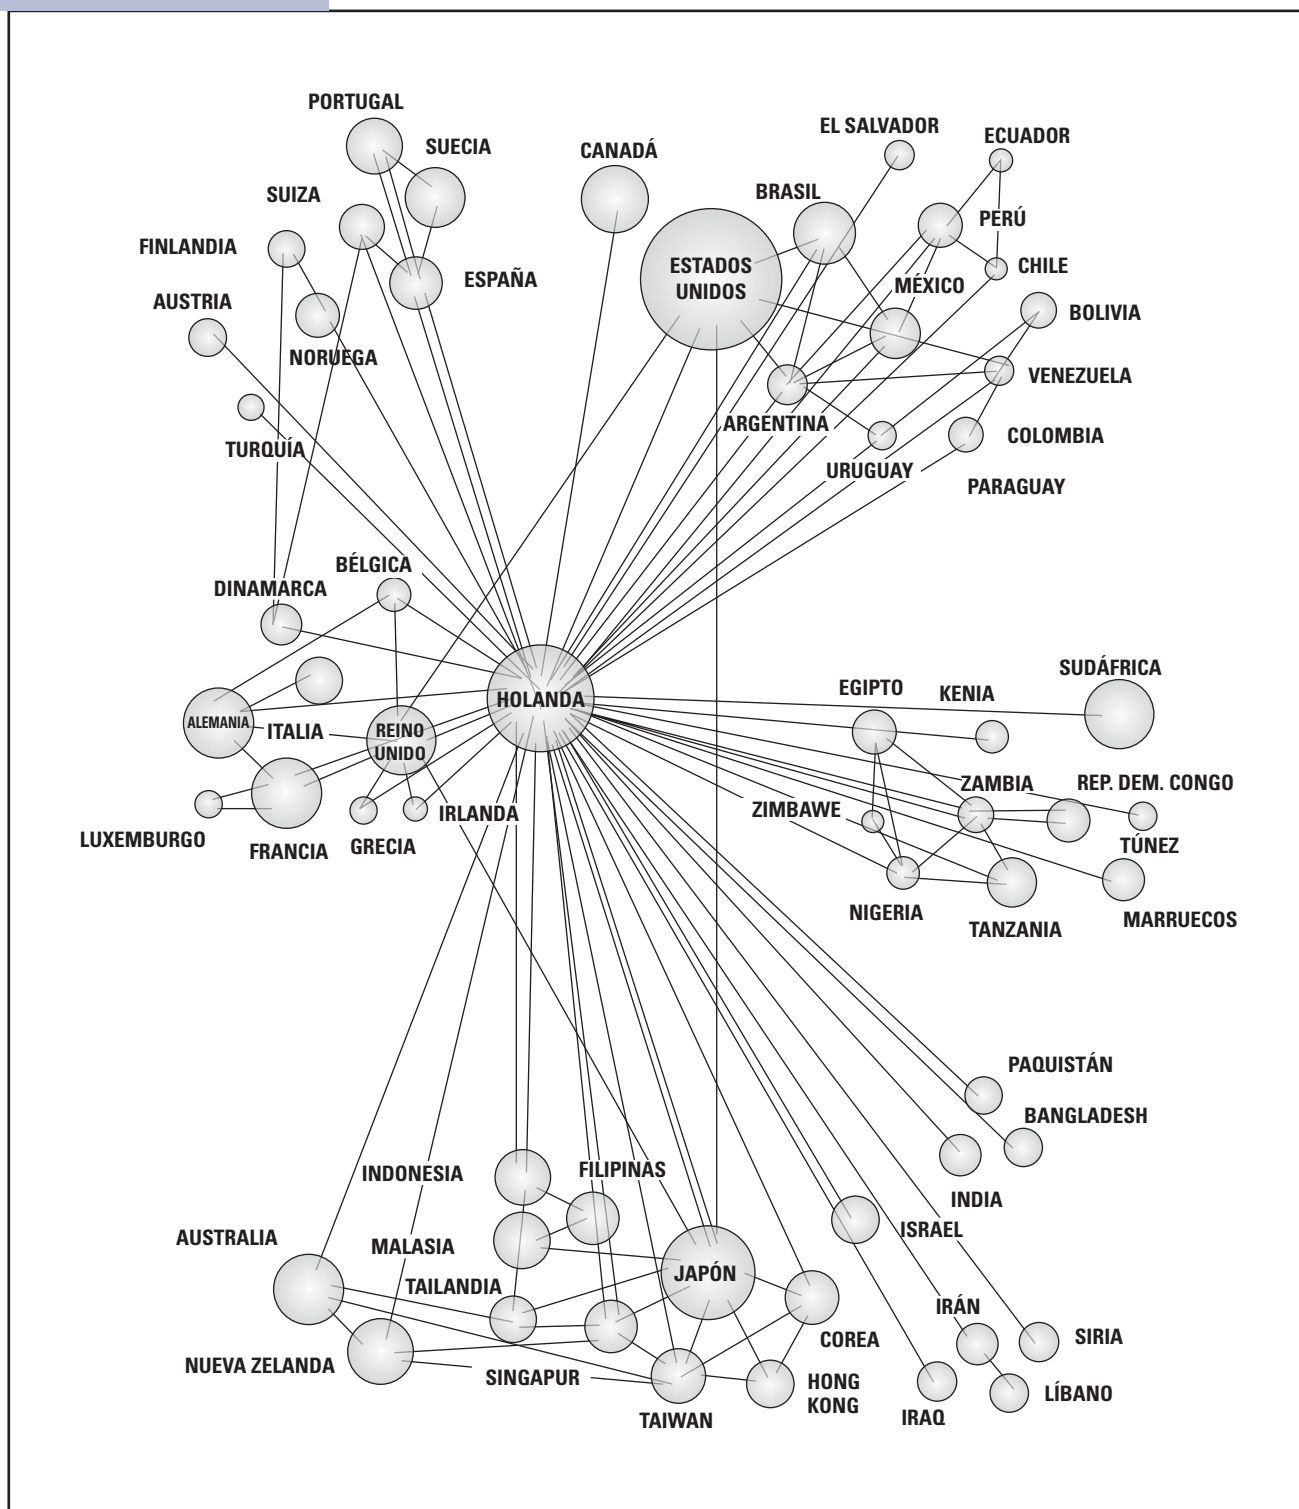 PORTUGAL
SUECIA
SUIZA
FINLANDIA
ESPAÑA
AUSTRIA
NORUEGA
TURQUÍA
CANADÁ
EL SALVADOR
ECUADOR
BRASIL
PERÚ
ESTADOS
UNIDOS
CHILE
MÉXICO
BOLIVIA
VENEZUELA
ARGENTINA
COLOMBIA
URUGUAY
PARAGUAY
BÉLGICA
DINAMARCA
HOLANDA
ALEMANIA
ITALIA
REINO
UNIDO
IRLANDA
LUXEMBURGO
FRANCIA
GRECIA
SUDÁFRICA
EGIPTO
KENIA
ZAMBIA
REP. DEM. CONGO
ZIMBAWE
TÚNEZ
NIGERIA
TANZANIA
MARRUECOS
PAQUISTÁN
BANGLADESH
INDIA
ISRAEL
INDONESIA
FILIPINAS
AUSTRALIA
MALASIA
JAPÓN
TAILANDIA
IRÁN
SIRIA
COREA
NUEVA ZELANDA
SINGAPUR
HONG
KONG
LÍBANO
TAIWAN
IRAQ